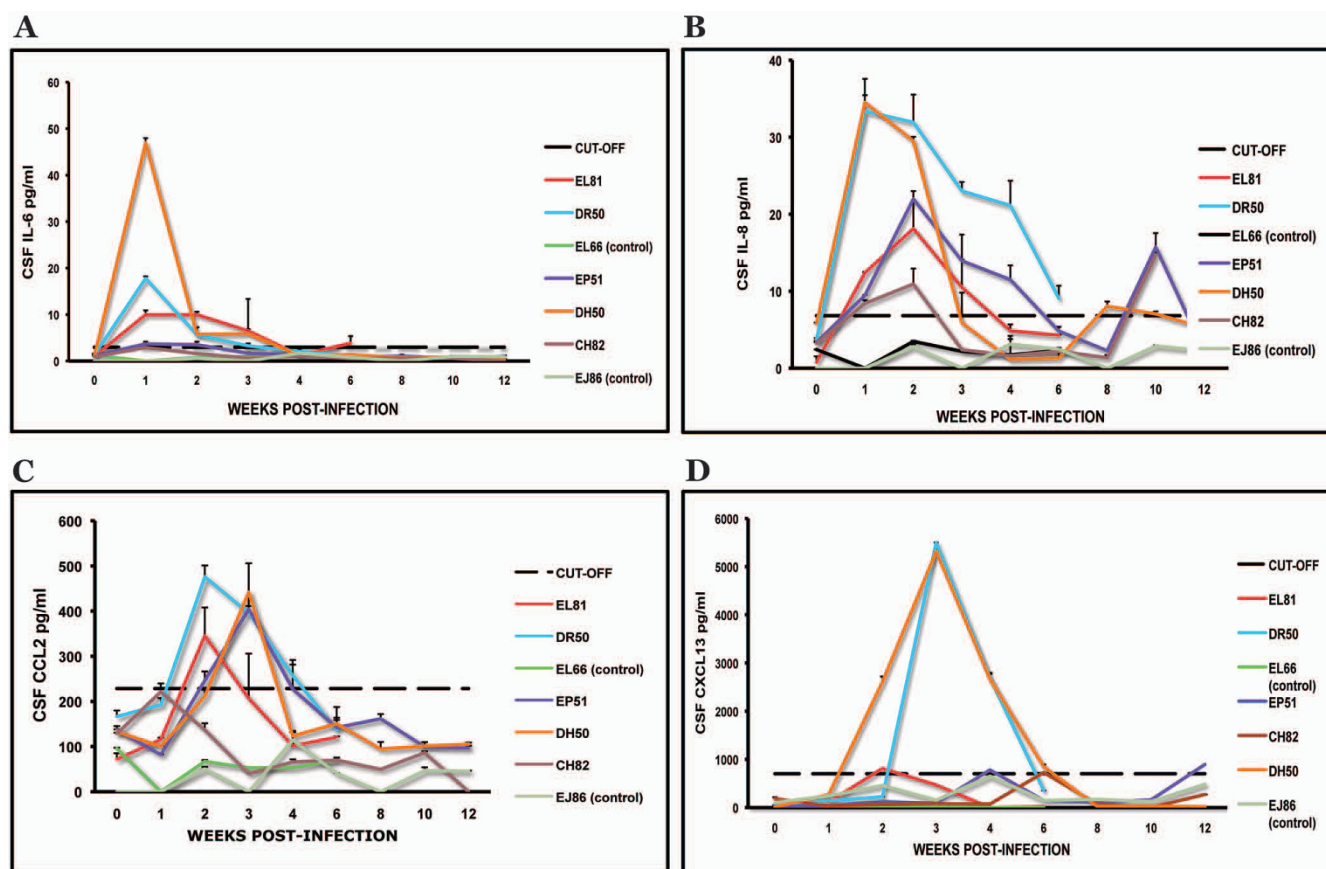 A
CSF IL-6 pg/ml
60
50
40
30
20
10
0
0 1 2 3 4 6 8 10 12
WEEKS POST-INFECTION
CUT-OFF
EL81
DR50
EL66 (control)
EP51
DH50
CH82
EJ86 (control)
B
CSF IL-8 pg/ml
40
30
20
10
0
0 1 2 3 4 6 8 10 12
WEEKS POST-INFECTION
CUT-OFF
EL81
DR50
EL66 (control)
EP51
DH50
CH82
EJ86 (control)
C
CSF CCL2 pg/ml
600
500
400
300
200
100
0
0 1 2 3 4 6 8 10 12
WEEKS POST-INFECTION
CUT-OFF
EL81
DR50
EL66 (control)
EP51
DH50
CH82
EJ86 (control)
D
CSF CXCL13 pg/ml
6000
5000
4000
3000
2000
1000
0
0 1 2 3 4 6 8 10 12
WEEKS POST-INFECTION
CUT-OFF
EL81
DR50
EL66
(control)
EP51
CH82
DH50
EJ86
(control)